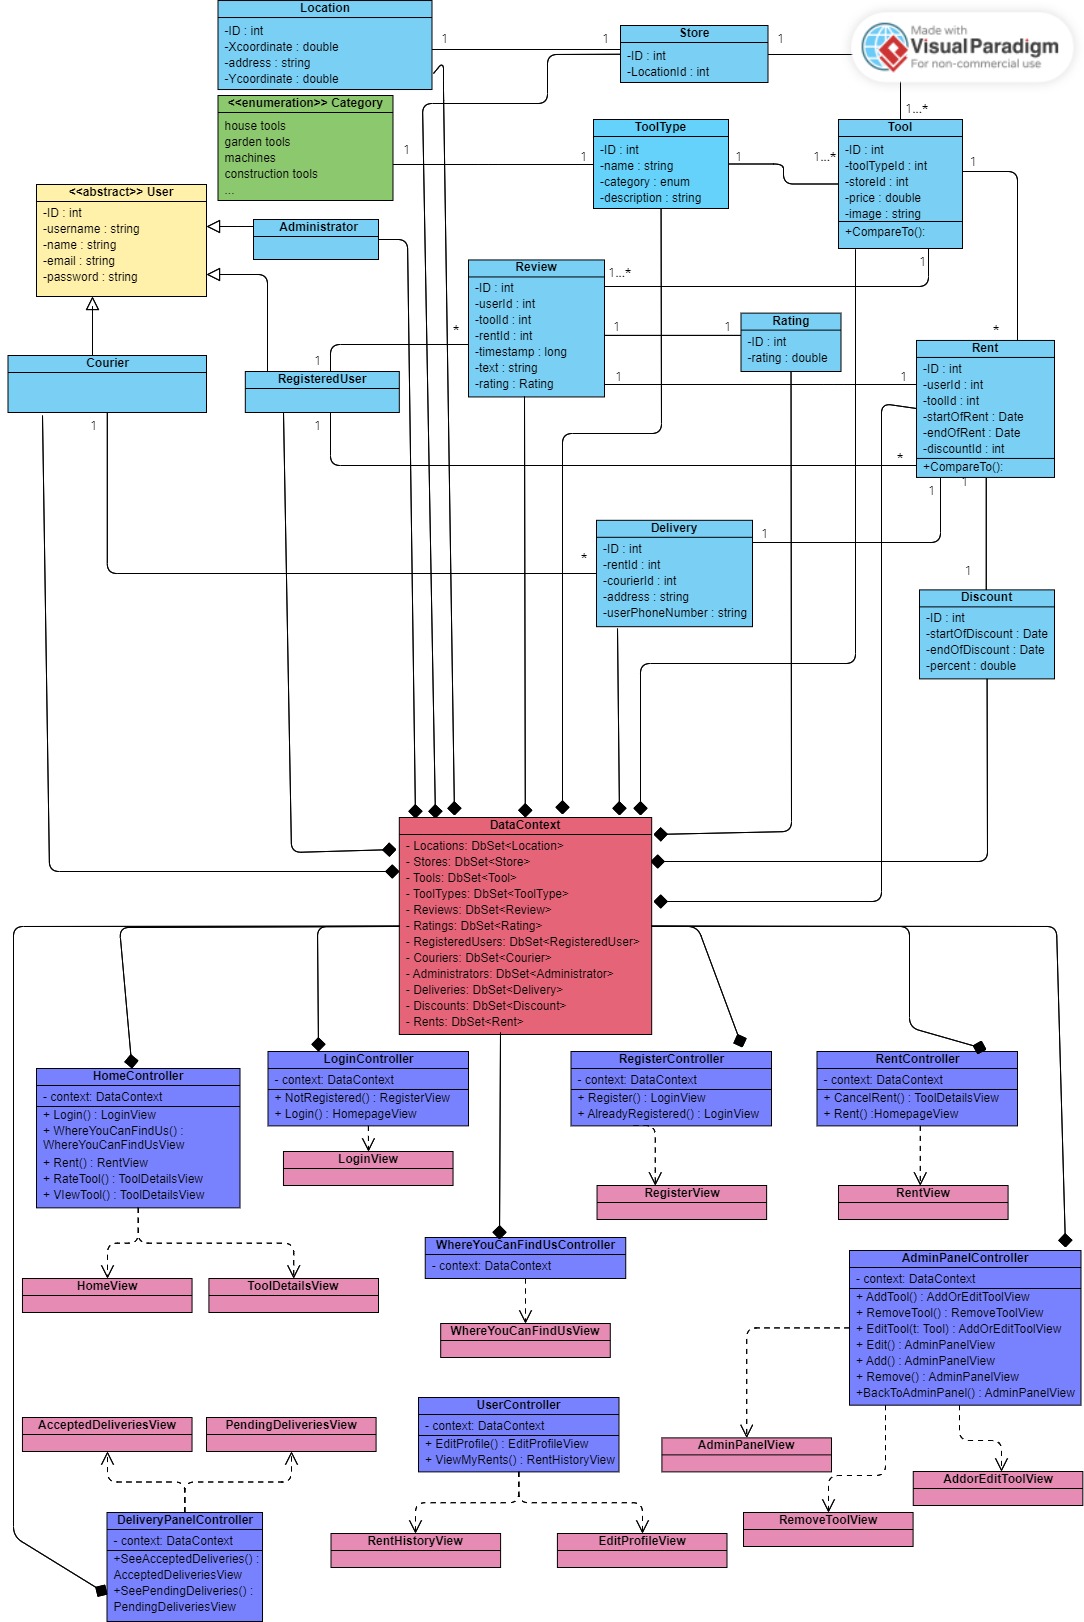 Location
-ID : int
-Xcoordinate : double
-address : string
-Ycoordinate : double
1
1
Store
-ID : int
-LocationId : int
1
Made with
VisualParadigm
For non-commercial use
<<enumeration>> Category
house tools
garden tools
machines
construction tools
...
1
1
ToolType
-ID : int
-name : string
-category : enum
-description : string
1
1...*
1...*
Tool
-ID : int
-toolTypeId : int
-storeId : int
-price : double
-image : string
+CompareTo():
1
1
<<abstract>> User
-ID : int
-username : string
-name : string
-email : string
-password : string
Administrator
Review
-ID : int
-userId : int
-toolId : int
-rentId : int
-timestamp : long
-text : string
-rating : Rating
1...*
*
1
1
1
1
Rating
-ID : int
-rating : double
*
Rent
-ID : int
-userId : int
-toolId : int
-startOfRent : Date
-endOfRent : Date
-discountId : int
+CompareTo():
Courier
1
RegisteredUser
1
1
*
1
1
Delivery
-ID : int
-rentId : int
-courierId : int
-address : string
-userPhoneNumber : string
1
*
1
Discount
-ID : int
-startOfDiscount : Date
-endOfDiscount : Date
-percent : double
DataContext
- Locations: DbSet<Location>
- Stores: DbSet<Store>
- Tools: DbSet<Tool>
- ToolTypes: DbSet<ToolType>
- Reviews: DbSet<Review>
- Ratings: DbSet<Rating>
- RegisteredUsers: DbSet<RegisteredUser>
- Couriers: DbSet<Courier>
- Administrators: DbSet<Administrator>
- Deliveries: DbSet<Delivery>
- Discounts: DbSet<Discount>
- Rents: DbSet<Rent>
HomeController
- context: DataContext
+ Login() : LoginView
+ WhereYouCanFindUs() :
WhereYouCanFindUsView
+ Rent() : RentView
+ RateTool() : ToolDetailsView
+ VIewTool() : ToolDetailsView
LoginController
- context: DataContext
+ NotRegistered() : RegisterView
+ Login() : HomepageView
LoginView
RegisterController
- context: DataContext
+ Register() : LoginView
+ AlreadyRegistered() : LoginView
RegisterView
RentController
- context: DataContext
+ CancelRent() : ToolDetailsView
+ Rent() :HomepageView
RentView
HomeView
ToolDetailsView
WhereYouCanFindUsController
- context: DataContext
WhereYouCanFindUsView
AdminPanelController
- context: DataContext
+ AddTool() : AddOrEditToolView
+ RemoveTool() : RemoveToolView
+ EditTool(t: Tool) : AddOrEditToolView
+ Edit() : AdminPanelView
+ Add() : AdminPanelView
+ Remove() : AdminPanelView
+BackToAdminPanel() : AdminPanelView
AcceptedDeliveriesView
PendingDeliveriesView
UserController
- context: DataContext
+ EditProfile() : EditProfileView
+ ViewMyRents() : RentHistoryView
AdminPanelView
AddorEditToolView
RemoveToolView
DeliveryPanelController
- context: DataContext
+SeeAcceptedDeliveries() :
AcceptedDeliveriesView
+SeePendingDeliveries() :
PendingDeliveriesView
RentHistoryView
EditProfileView